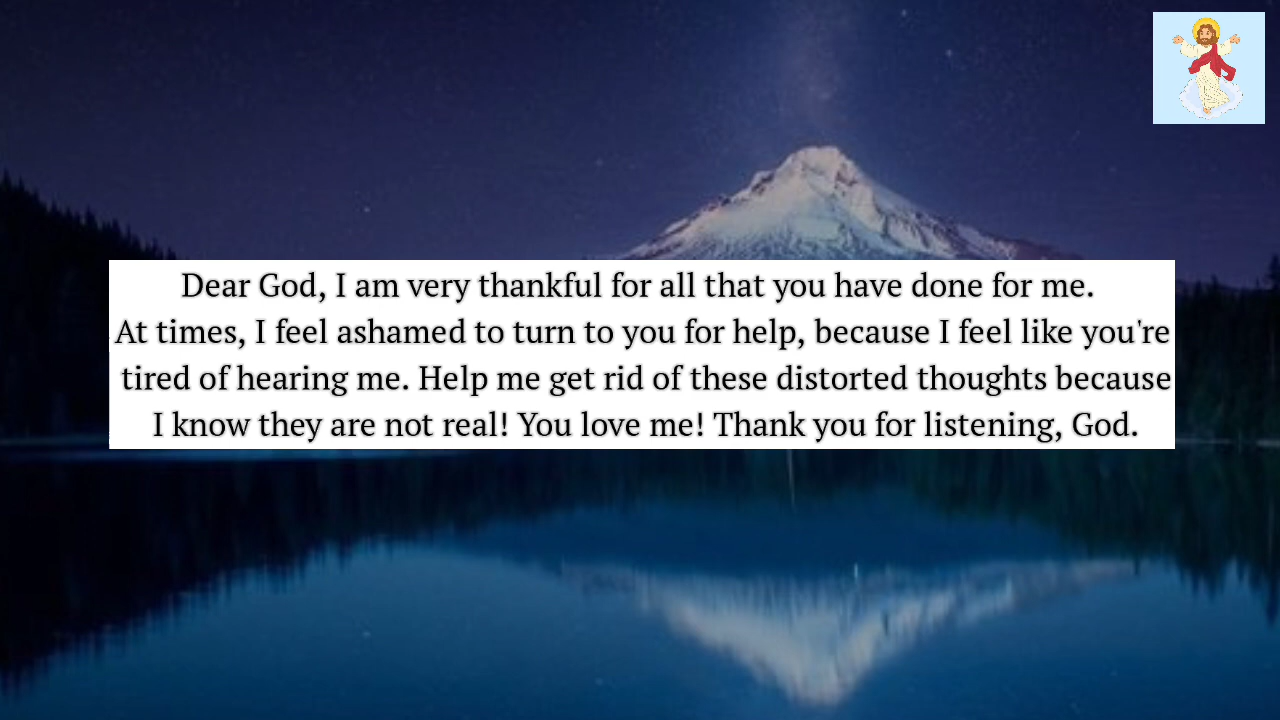 Dear God, I am very thankful for all that you have done for me.
At times, I feel ashamed to turn to you for help, because I feel like you're
tired of hearing me. Help me get rid of these distorted thoughts because
I know they are not real! You love me! Thank you for listening, God.